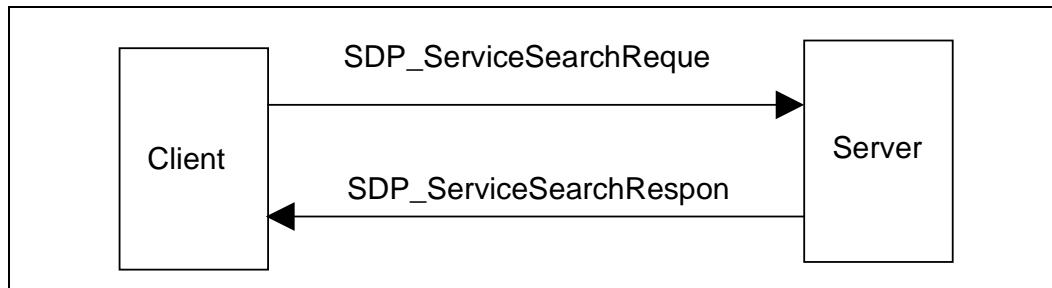 SDP_ServiceSearchReque
Client
Server
SDP_ServiceSearchRespon